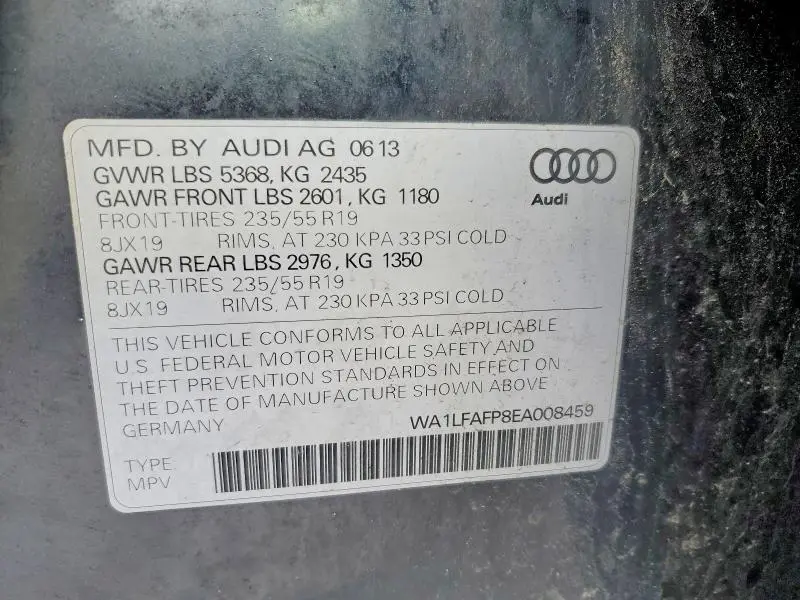 MFD. BY AUDI AG 06 13
GVWR LBS 5368, KG 2435
GAWR FRONT LBS 2601, KG 1180
FRONT-TIRES 235/55 R19
8JX19 RIMS, AT 230 KPA 33 PSI COLD
GAWR REAR LBS 2976, KG 1350
REAR-TIRES 235/55 R19
8JX19 RIMS, AT 230 KPA 33 PSI COLD
Audi
THIS VEHICLE CONFORMS TO ALL APPLICABLE
U.S. FEDERAL MOTOR VEHICLE SAFETY AND
THEFT PREVENTION STANDARDS IN EFFECT ON
THE DATE OF MANUFACTURE SHOWN ABOVE
GERMANY WA1LFAFP8EA008459
TYPE:
MPV